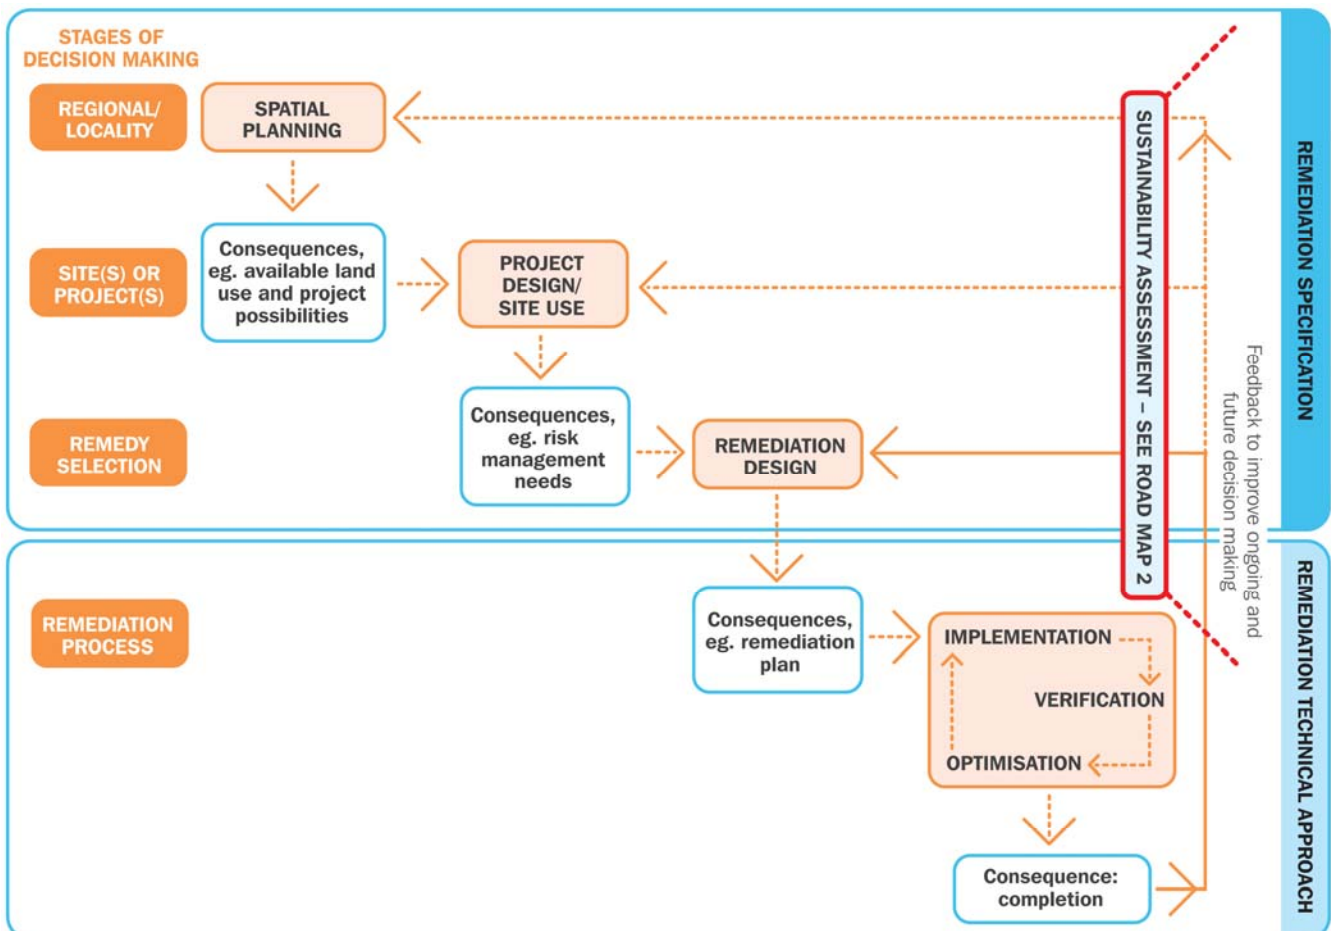 STAGES OF
DECISION MAKING
REGIONAL/
LOCALITY
SPATIAL
PLANNING
SITE(S) OR
PROJECT(S)
Consequences,
eg. available land
use and project
possibilities
PROJECT
DESIGN/
SITE USE
REMEDY
SELECTION
Consequences,
eg. risk
management
needs
REMEDIATION
DESIGN
SUSTAINABILITY ASSESSMENT – SEE ROAD MAP 2
Feedback to improve ongoing and
future decision making
REMEDIATION SPECIFICATION
REMEDIATION
PROCESS
Consequences,
eg. remediation
plan
IMPLEMENTATION
VERIFICATION
OPTIMISATION
Consequence:
completion
REMEDIATION TECHNICAL APPROACH